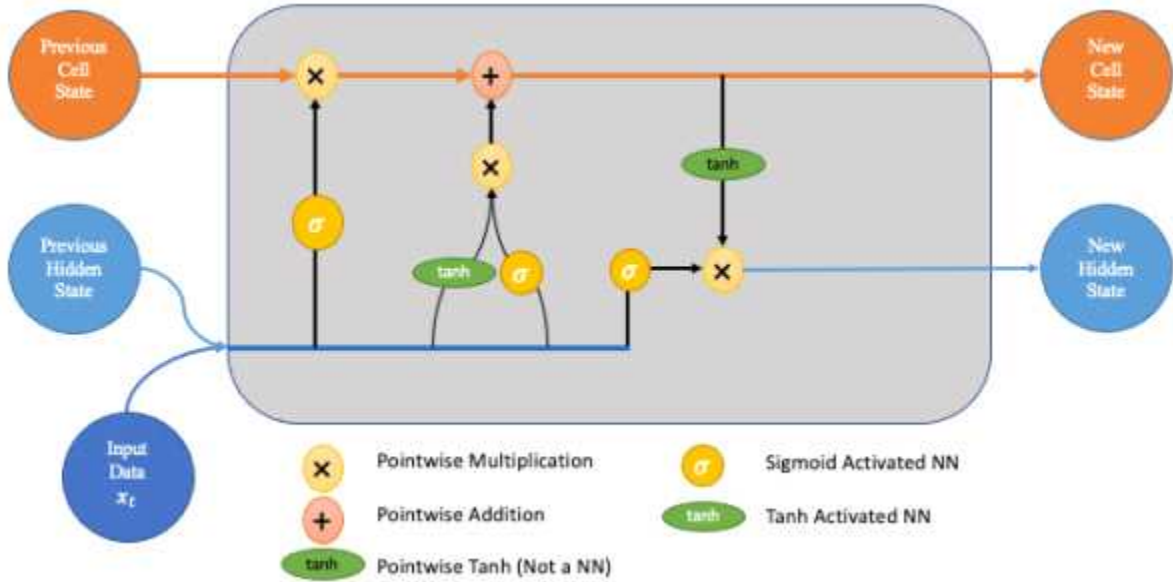 Previous
Cell
State
New
Cell
State
×
+
×
tanh
σ
Previous
Hidden
State
tanh
σ
σ
×
New
Hidden
State
Input
Data
xₜ
× Pointwise Multiplication
σ Sigmoid Activated NN
+ Pointwise Addition
tanh Tanh Activated NN
tanh Pointwise Tanh (Not a NN)